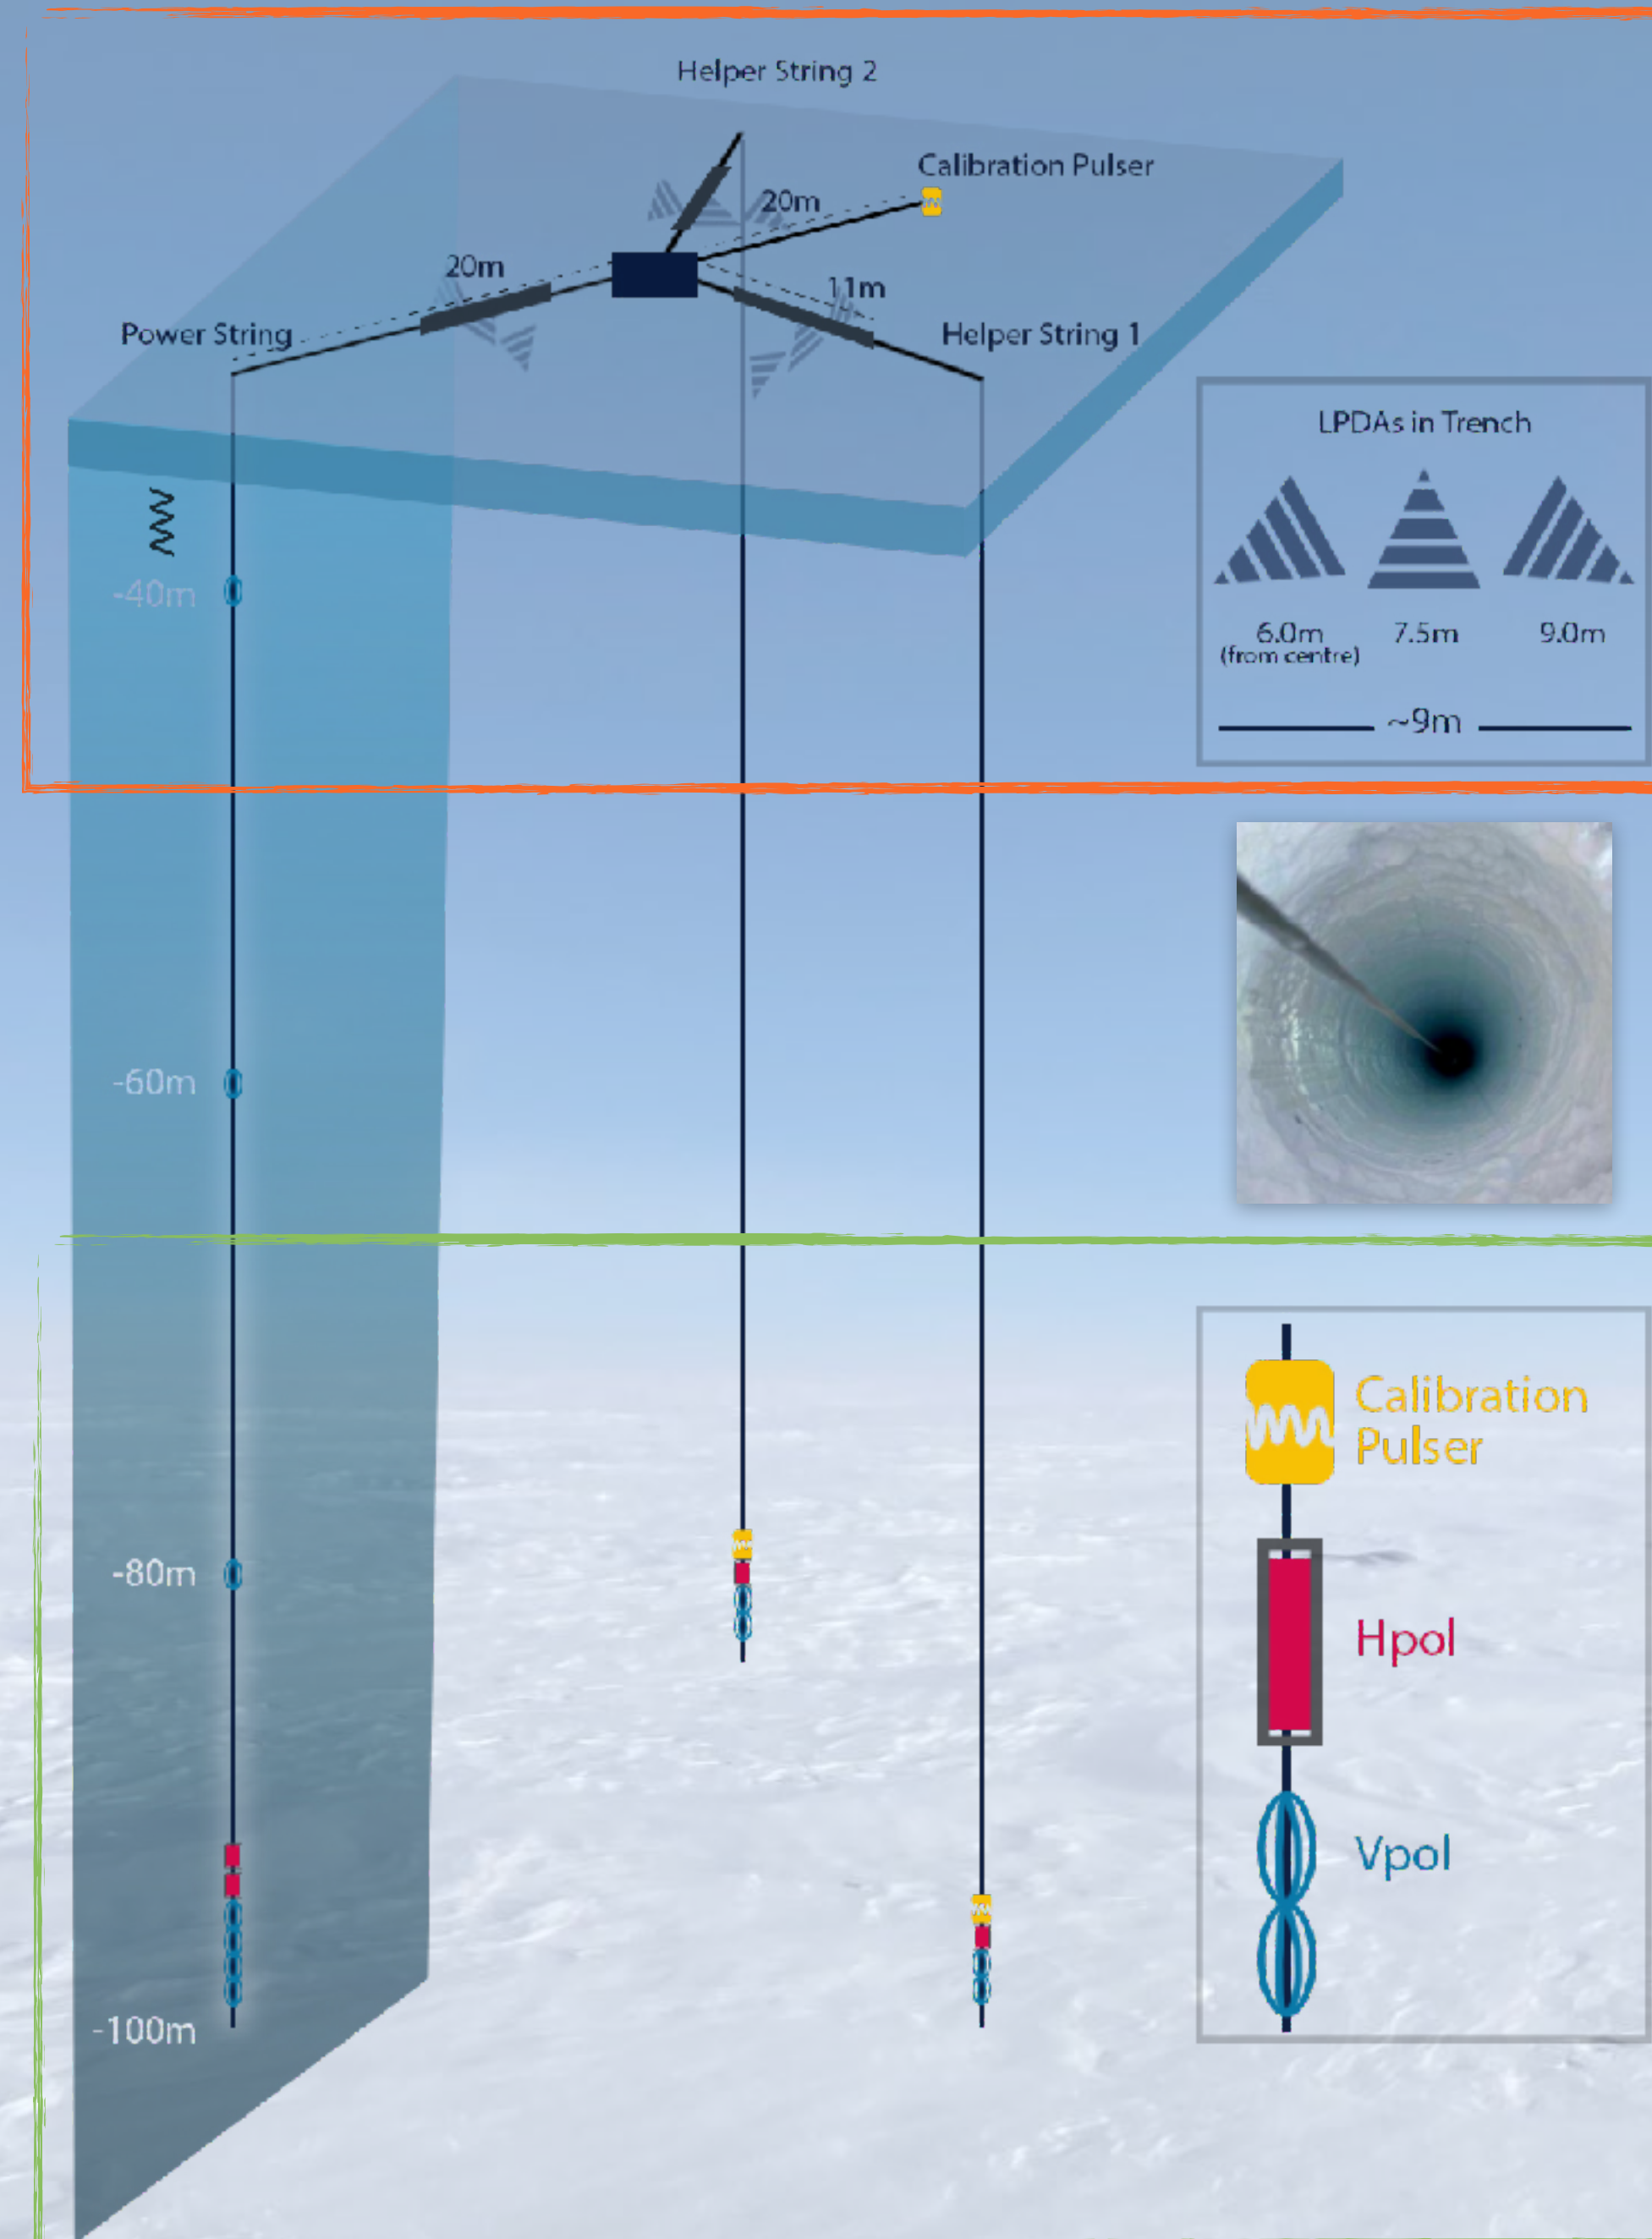 Helper String 2
Calibration Pulser
20m
20m
11m
Power String
Helper String 1
LPDAs in Trench
6.0m
(from centre)
7.5m
9.0m
~9m
-40m
-60m
-80m
-100m
Calibration
Pulser
Hpol
Vpol